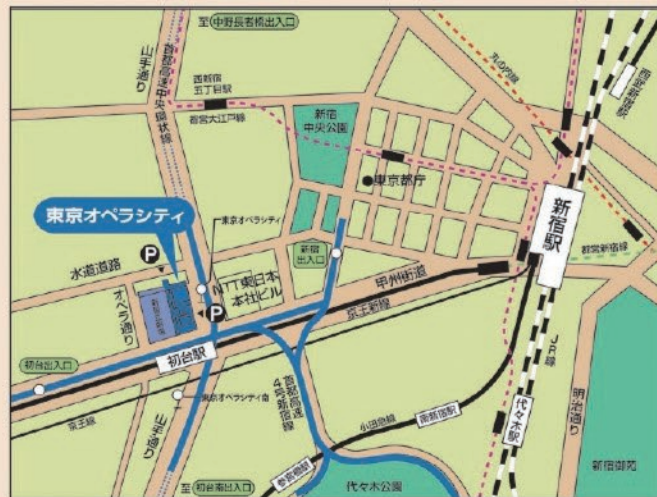 至 中野長者橋出入口
山手通り
首都高速中央環状線
西新宿
五丁目駅
都営大江戸線
新宿
中央公園
丸の内線
西武新宿駅
東京都庁
東京オペラシティ
東京オペラシティ
P
水道道路
オペラ通り
NTT東日本
本社ビル
P
新宿
出入口
甲州街道
京王新線
新宿駅
都営新宿線
初台出入口
初台駅
京王線
山手通り
東京オペラシティ南
首都高速
4号新宿線
小田急線
南新宿駅
参宮橋駅
JR線
代々木駅
明治通り
至 初台南出入口
代々木公園
新宿御苑